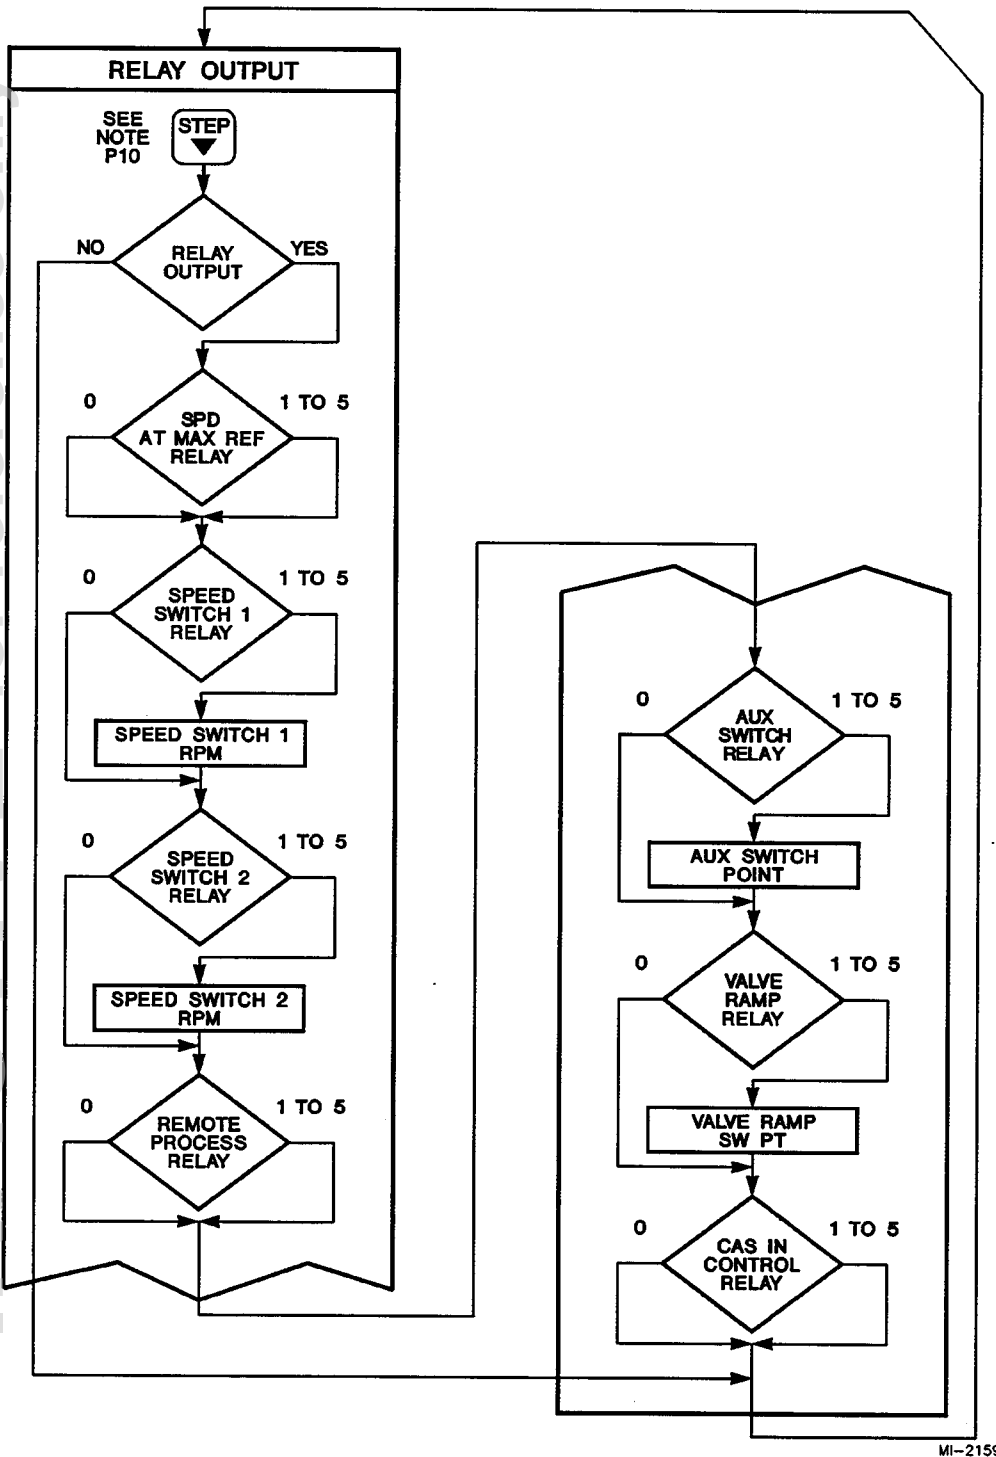 RELAY OUTPUT
SEE
NOTE
P10
STEP
NO
RELAY
OUTPUT
YES
0
SPD
AT MAX REF
RELAY
1 TO 5
0
SPEED
SWITCH 1
RELAY
1 TO 5
SPEED SWITCH 1
RPM
0
SPEED
SWITCH 2
RELAY
1 TO 5
SPEED SWITCH 2
RPM
0
REMOTE
PROCESS
RELAY
1 TO 5
0
AUX
SWITCH
RELAY
1 TO 5
AUX SWITCH
POINT
0
VALVE
RAMP
RELAY
1 TO 5
VALVE RAMP
SW PT
0
CAS IN
CONTROL
RELAY
1 TO 5
MI-2159